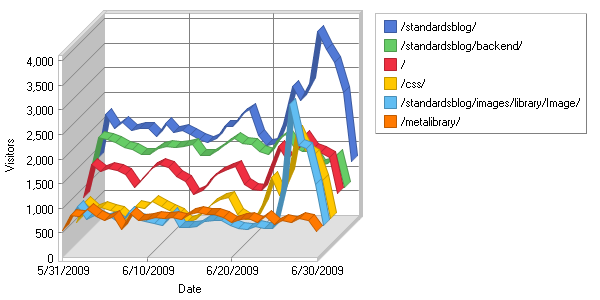 4,000
3,500
3,000
2,500
2,000
1,500
1,000
500
0
Visitors
5/31/2009 6/10/2009 6/20/2009 6/30/2009
Date
/standardsblog/
/standardsblog/backend/
/
/css/
/standardsblog/images/library/Image/
/metalibrary/